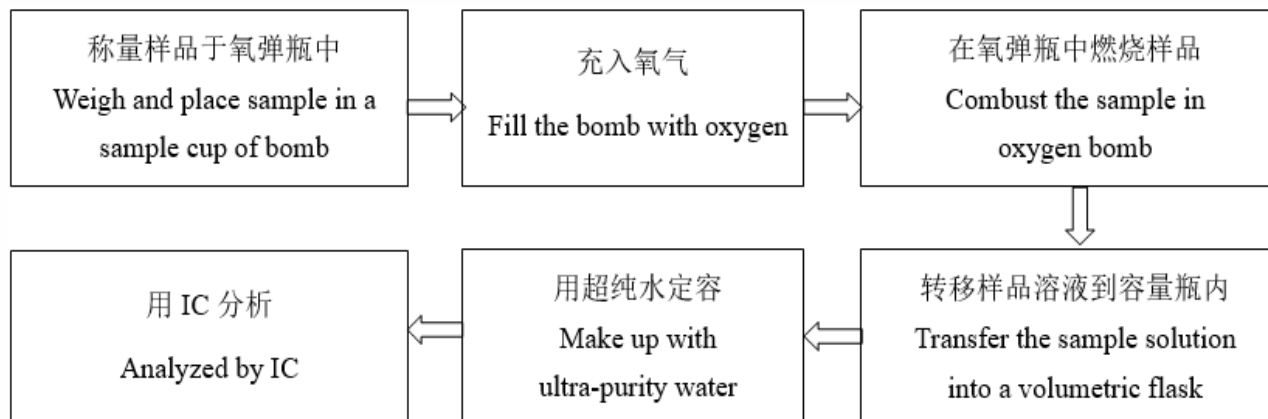 称量样品于氧弹瓶中
Weigh and place sample in a
sample cup of bomb
充入氧气
Fill the bomb with oxygen
在氧弹瓶中燃烧样品
Combust the sample in
oxygen bomb
转移样品溶液到容量瓶内
Transfer the sample solution
into a volumetric flask
用超纯水定容
Make up with
ultra-purity water
用 IC 分析
Analyzed by IC